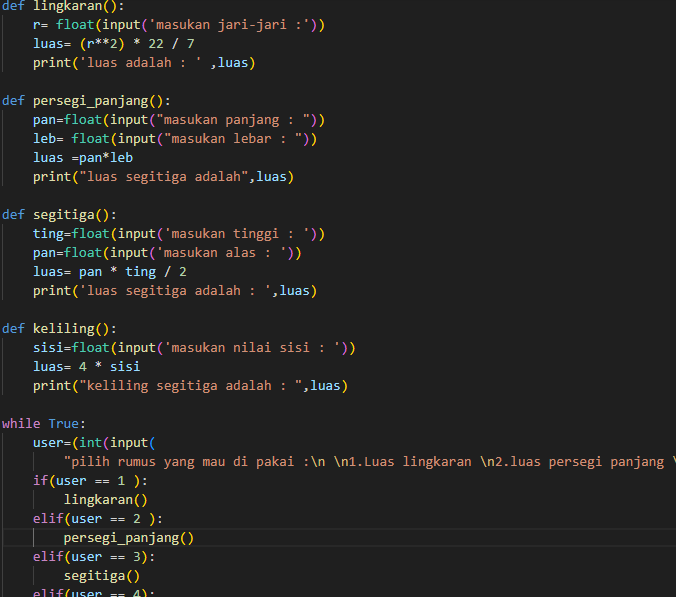 def lingkaran():
    r= float(input('masukan jari-jari :'))
    luas= (r**2) * 22 / 7
    print('luas adalah : ' ,luas)

def persegi_panjang():
    pan=float(input("masukan panjang : "))
    leb= float(input("masukan lebar : "))
    luas =pan*leb
    print("luas segitiga adalah",luas)

def segitiga():
    ting=float(input('masukan tinggi : '))
    pan=float(input('masukan alas : '))
    luas= pan * ting / 2
    print('luas segitiga adalah : ',luas)

def keliling():
    sisi=float(input('masukan nilai sisi : '))
    luas= 4 * sisi
    print("keliling segitiga adalah : ",luas)

while True:
    user=(int(input(
        "pilih rumus yang mau di pakai :\n \n1.Luas lingkaran \n2.luas persegi panjang \
    if(user == 1 ):
        lingkaran()
    elif(user == 2 ):
        persegi_panjang()
    elif(user == 3):
        segitiga()
    elif(user == 4):